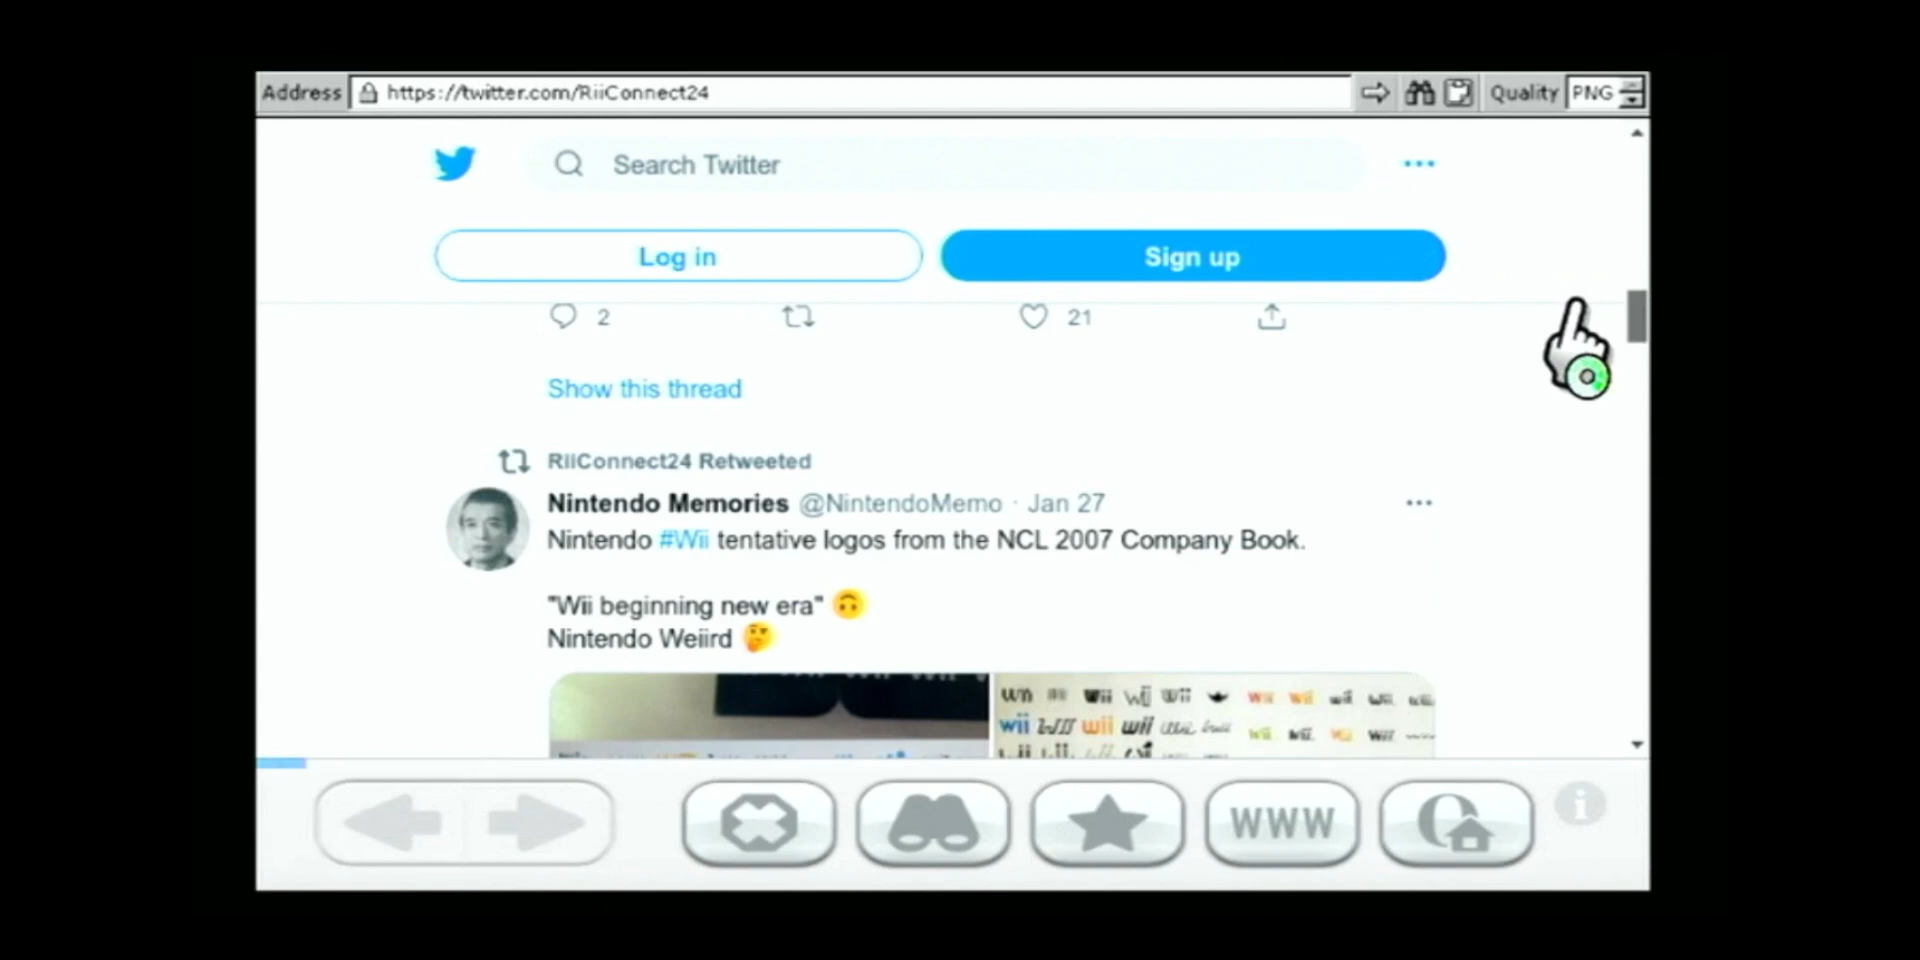 Address https://twitter.com/RiiConnect24 Quality PNG
Search Twitter
Log in Sign up
2 21
Show this thread
RiiConnect24 Retweeted
Nintendo Memories @NintendoMemo · Jan 27
Nintendo #Wii tentative logos from the NCL 2007 Company Book.
"Wii beginning new era" 🙃
Nintendo Weiird 🤔
WWW